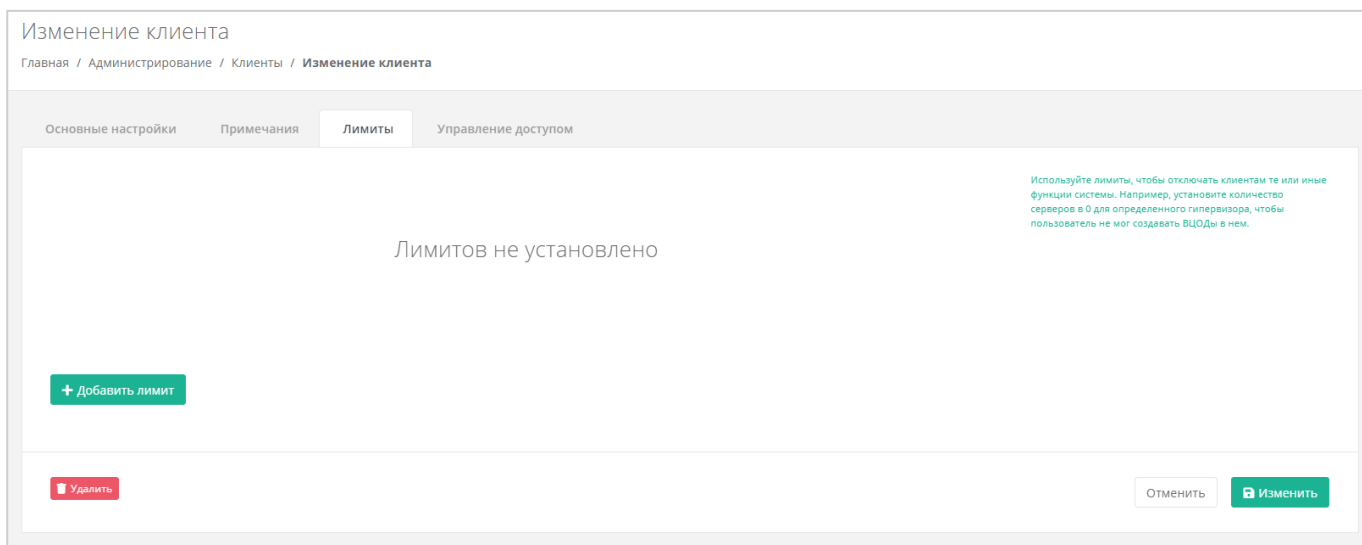 Изменение клиента
Главная / Администрирование / Клиенты / Изменение клиента
Основные настройки Примечания Лимиты Управление доступом
Используйте лимиты, чтобы отключать клиентам те или иные
функции системы. Например, установите количество
серверов в 0 для определенного гипервизора, чтобы
пользователь не мог создавать ВЦОДы в нем.
Лимитов не установлено
+ Добавить лимит
Удалить Отменить Изменить